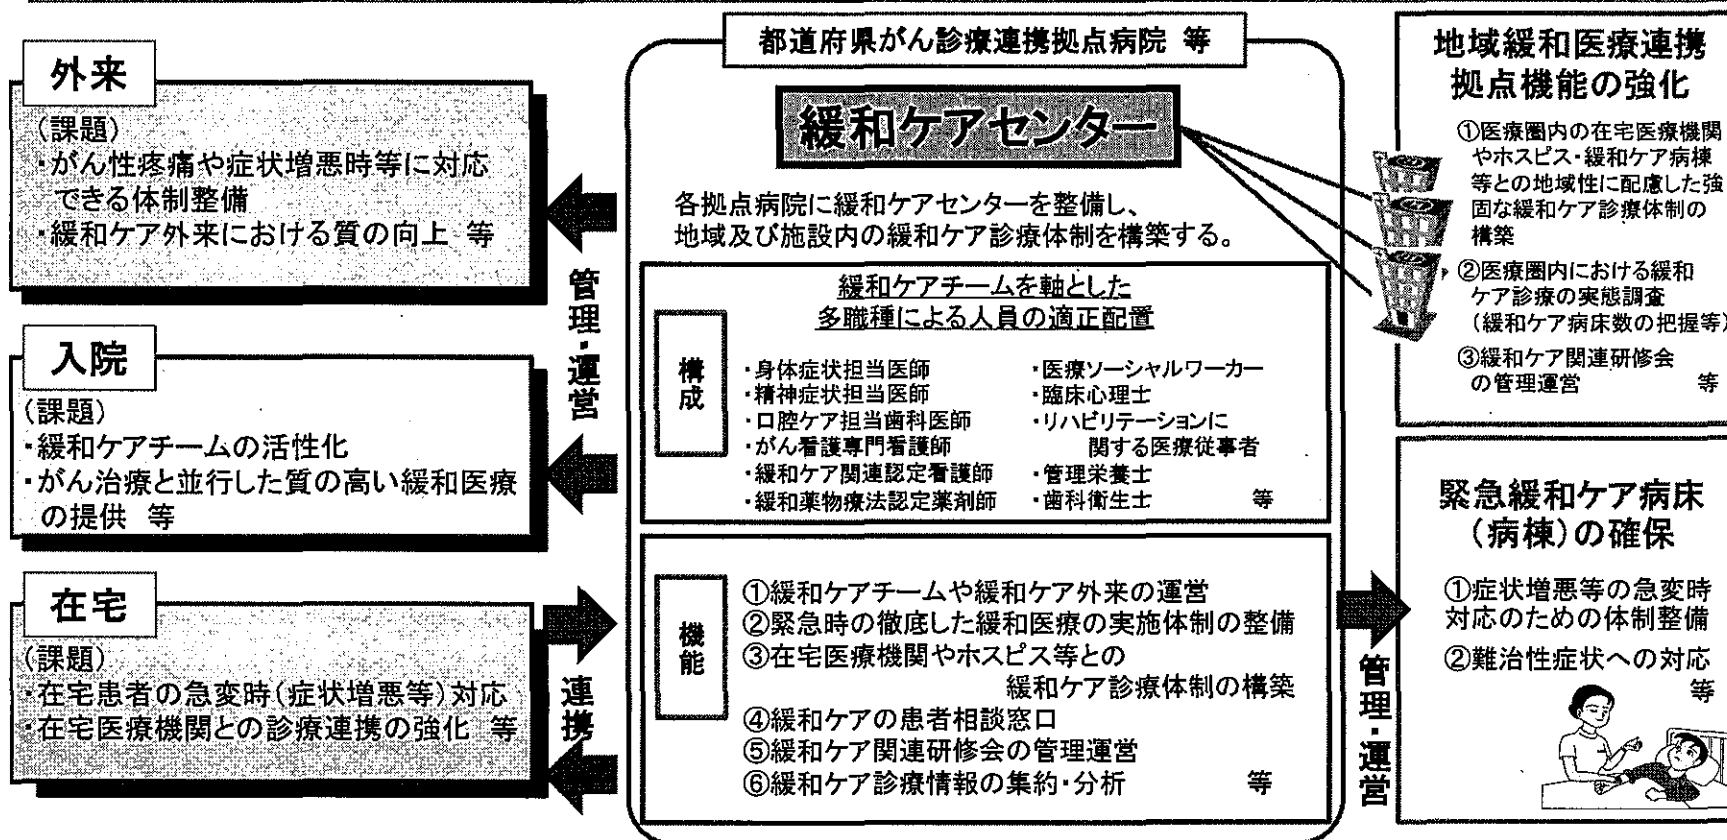 外来
（課題）
・がん性疼痛や症状増悪時等に対応
できる体制整備
・緩和ケア外来における質の向上 等
入院
（課題）
・緩和ケアチームの活性化
・がん治療と並行した質の高い緩和医療
の提供 等
在宅
（課題）
・在宅患者の急変時（症状増悪等）対応
・在宅医療機関との診療連携の強化 等
管理・運営
連携
都道府県がん診療連携拠点病院 等
緩和ケアセンター
各拠点病院に緩和ケアセンターを整備し、
地域及び施設内の緩和ケア診療体制を構築する。
緩和ケアチームを軸とした
多職種による人員の適正配置
構成
・身体症状担当医師
・精神症状担当医師
・口腔ケア担当歯科医師
・がん看護専門看護師
・緩和ケア関連認定看護師
・緩和薬物療法認定薬剤師
・医療ソーシャルワーカー
・臨床心理士
・リハビリテーションに
関する医療従事者
・管理栄養士
・歯科衛生士 等
機能
①緩和ケアチームや緩和ケア外来の運営
②緊急時の徹底した緩和医療の実施体制の整備
③在宅医療機関やホスピス等との
緩和ケア診療体制の構築
④緩和ケアの患者相談窓口
⑤緩和ケア関連研修会の管理運営
⑥緩和ケア診療情報の集約・分析 等
管理・運営
地域緩和医療連携
拠点機能の強化
①医療圏内の在宅医療機関
やホスピス・緩和ケア病棟
等との地域性に配慮した強
固な緩和ケア診療体制の
構築
②医療圏内における緩和
ケア診療の実態調査
（緩和ケア病床数の把握等）
③緩和ケア関連研修会
の管理運営 等
緊急緩和ケア病床
（病棟）の確保
①症状増悪等の急変時
対応のための体制整備
②難治性症状への対応
等